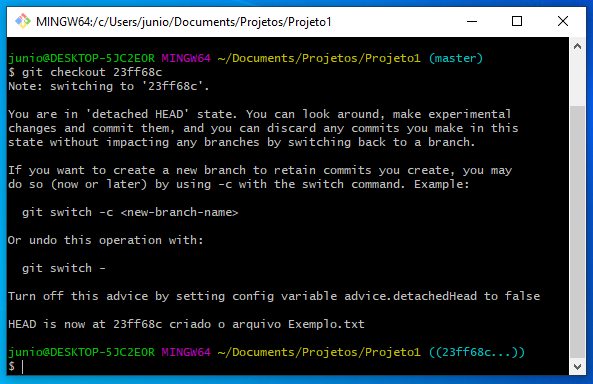 MINGW64:/c/Users/junio/Documents/Projetos/Projeto1
junio@DESKTOP-5JC2EOR MINGW64 ~/Documents/Projetos/Projeto1 (master)
$ git checkout 23ff68c
Note: switching to '23ff68c'.
You are in 'detached HEAD' state. You can look around, make experimental
changes and commit them, and you can discard any commits you make in this
state without impacting any branches by switching back to a branch.
If you want to create a new branch to retain commits you create, you may
do so (now or later) by using -c with the switch command. Example:
git switch -c <new-branch-name>
Or undo this operation with:
git switch -
Turn off this advice by setting config variable advice.detachedHead to false
HEAD is now at 23ff68c criado o arquivo Exemplo.txt
junio@DESKTOP-5JC2EOR MINGW64 ~/Documents/Projetos/Projeto1 ((23ff68c...))
$